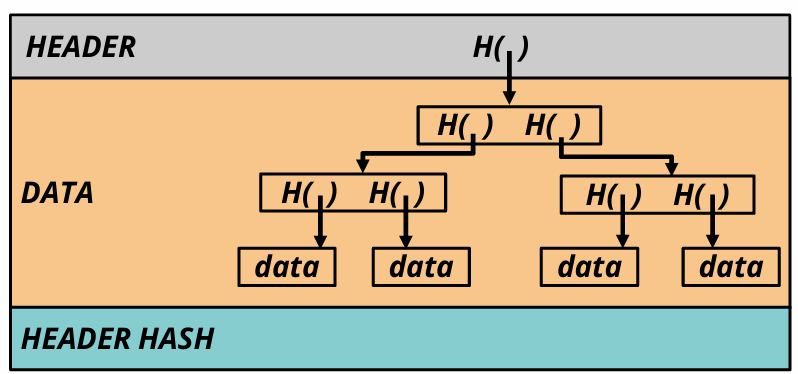 HEADER H( )
H( ) H( )
DATA H( ) H( ) H( ) H( )
data data data data
HEADER HASH